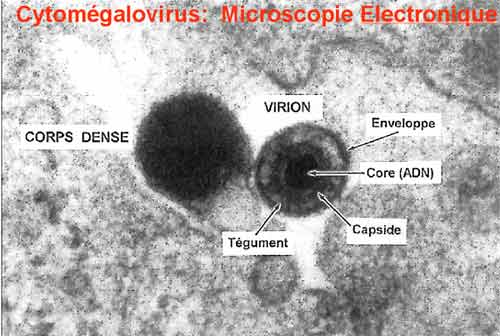 Cytomégalovirus: Microscopie Electronique
VIRION
CORPS DENSE
Enveloppe
Core (ADN)
Capside
Tégument